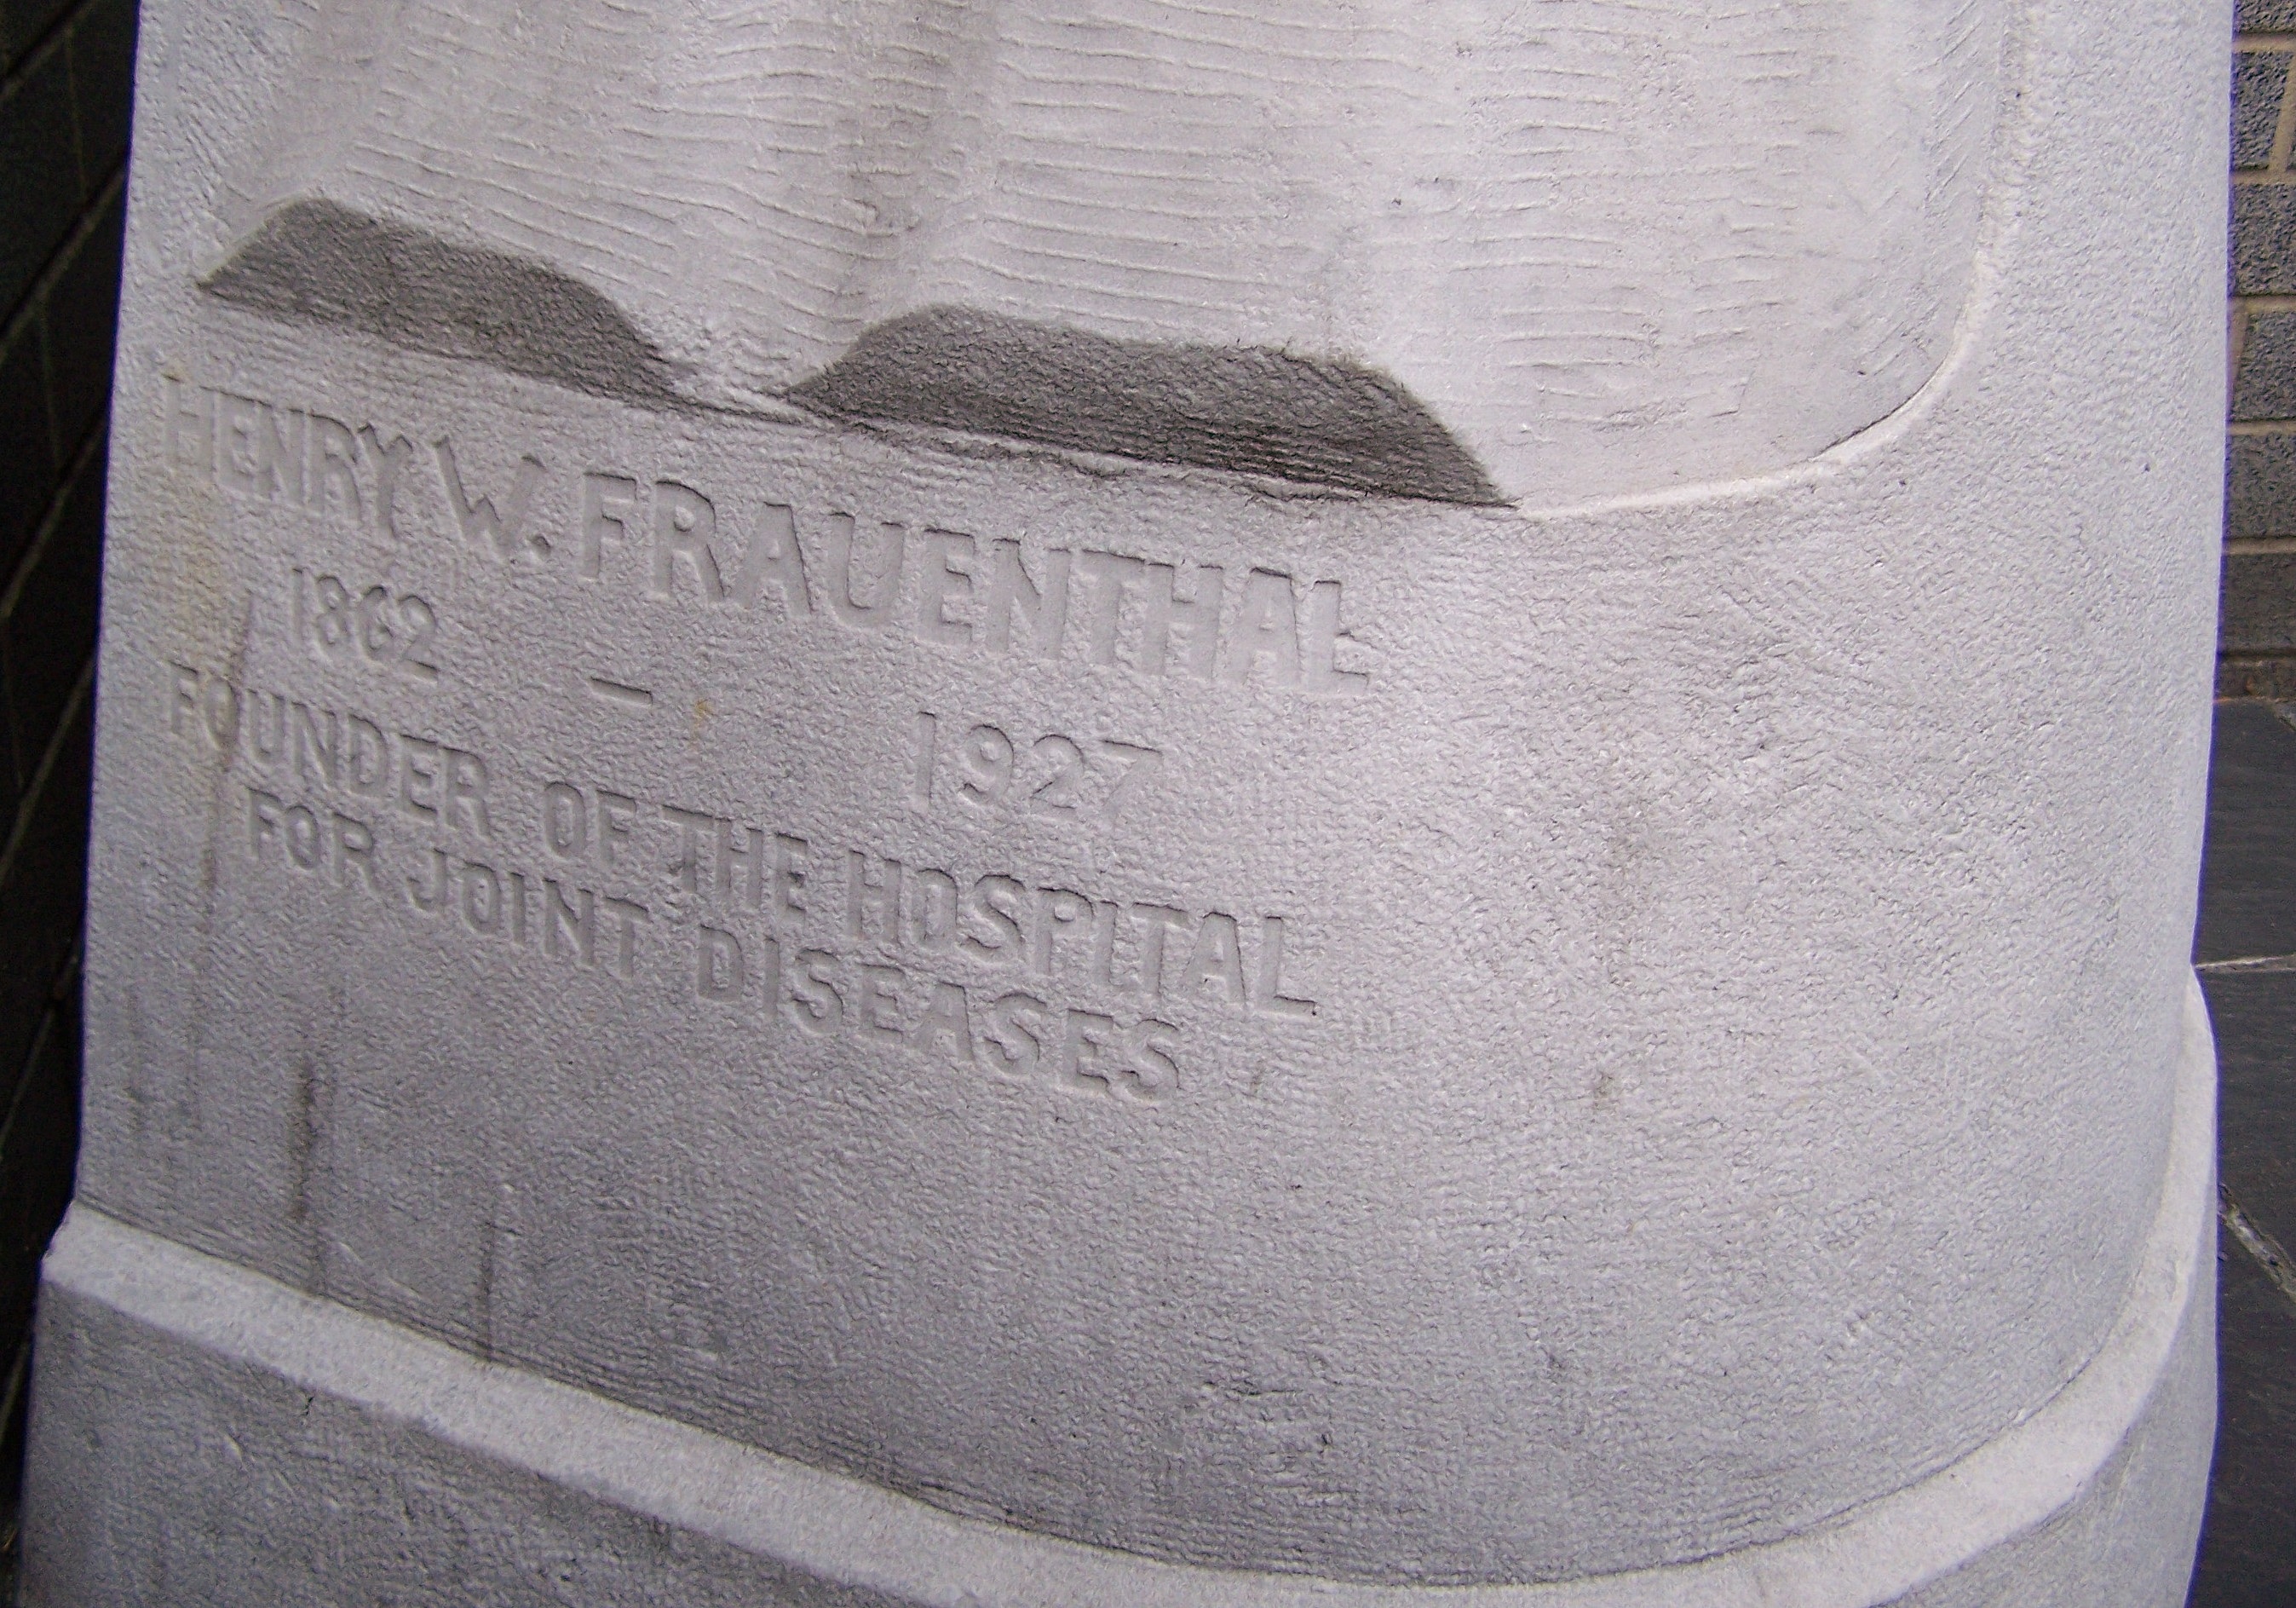 HENRY W. FRAUENTHAL
1862 – 1927
FOUNDER OF THE HOSPITAL
FOR JOINT DISEASES